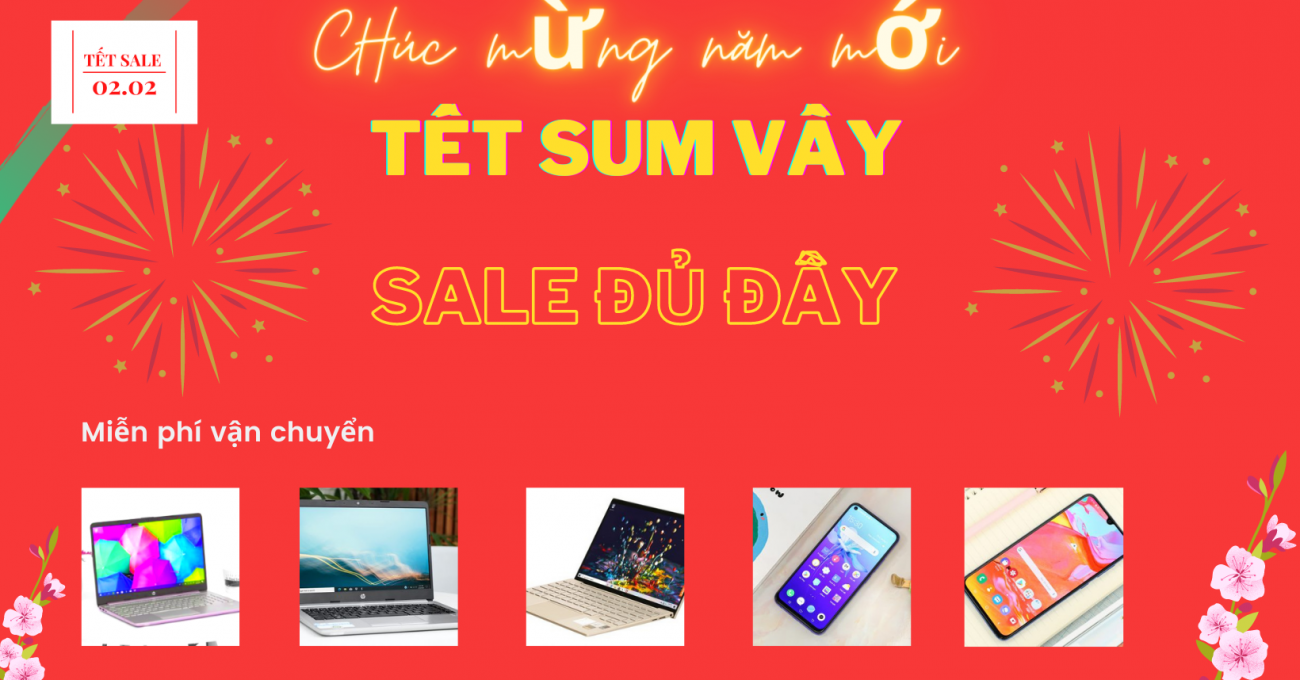 TẾT SALE
02.02
CHúc mừng năm mới
TẾT SUM VẦY
SALE ĐỦ ĐẦY
Miễn phí vận chuyển